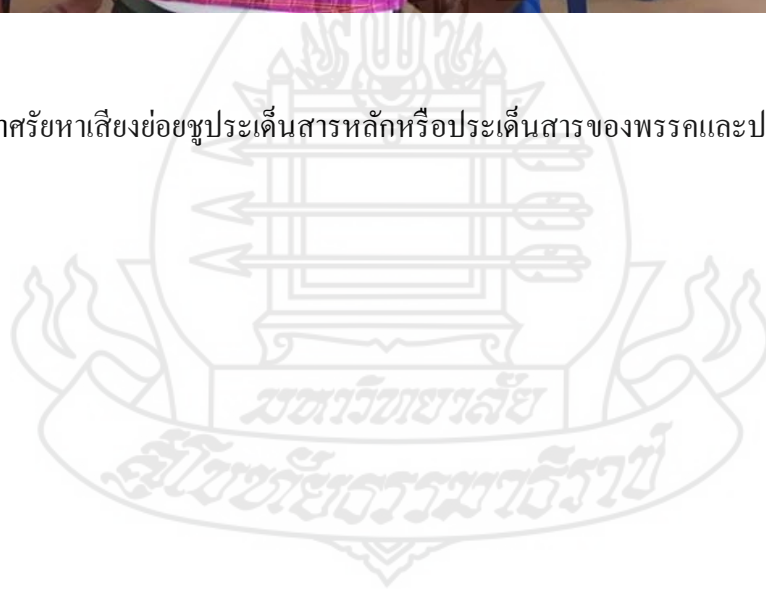 าศรัยหาเสียงย่อยชูประเด็นสารหลักหรือประเด็นสารของพรรคและป
มหาวิทยาลัย
สุโขทัยธรรมาธิราช